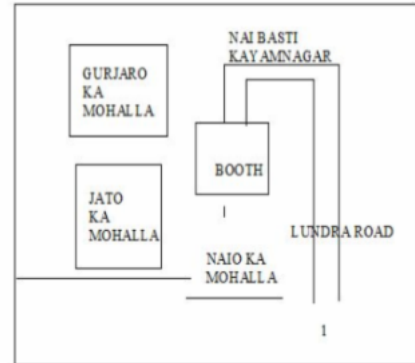 NAI BASTI
KAYAMNAGAR
GURJARO
KA
MOHALLA
BOOTH
JATO
KA
MOHALLA
LUNDRA ROAD
NAIO KA
MOHALLA
1